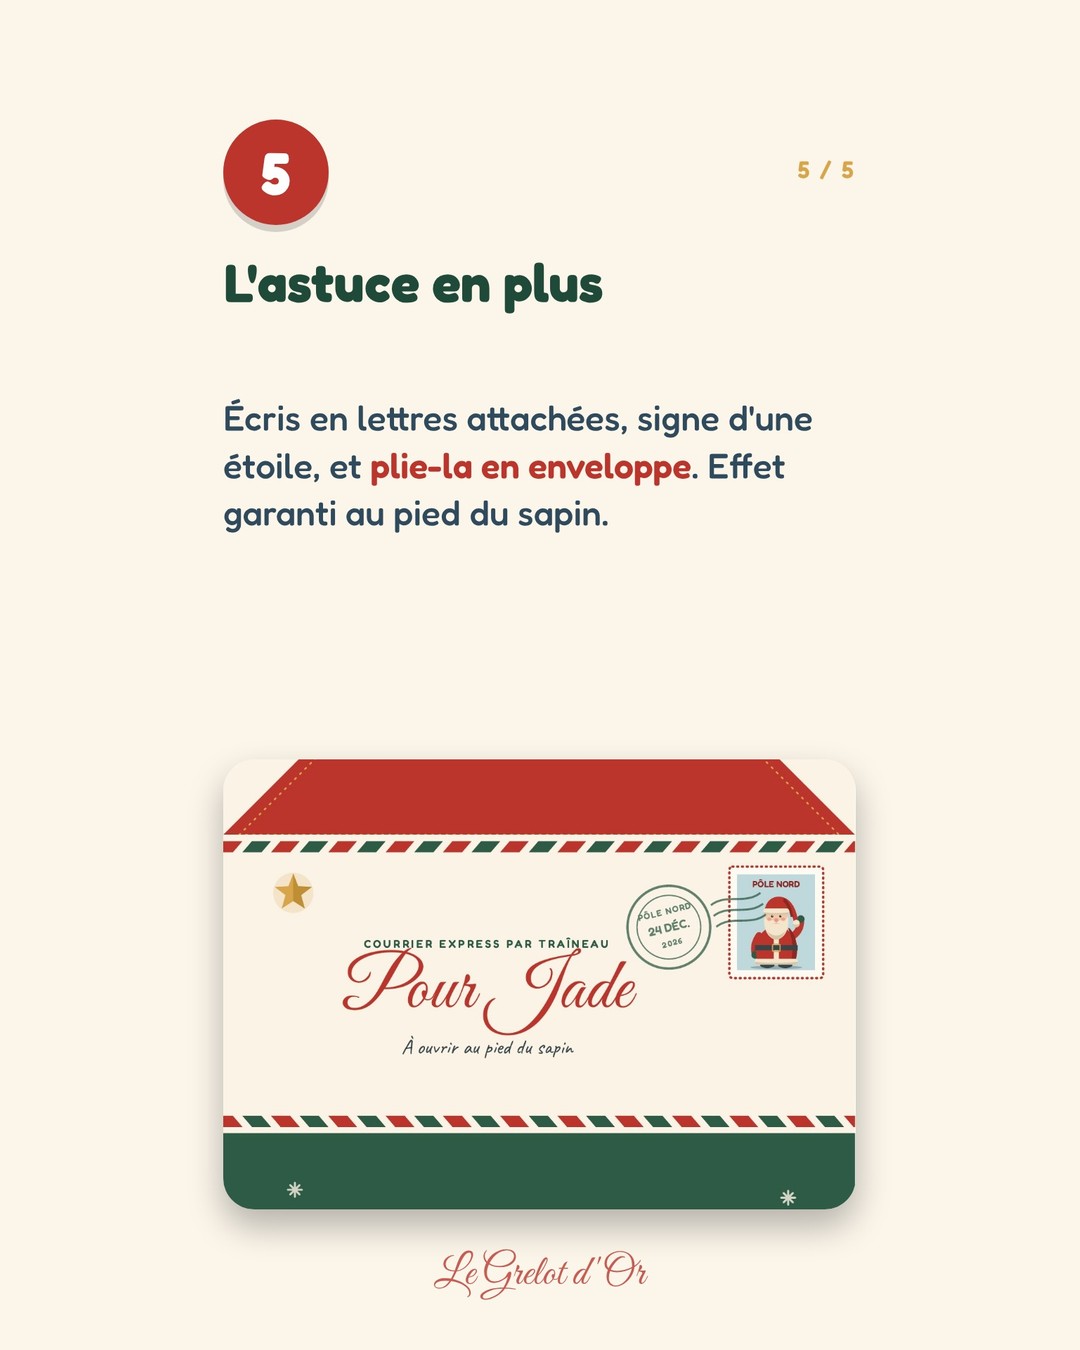 5
5 / 5
L'astuce en plus
Écris en lettres attachées, signe d'une
étoile, et plie-la en enveloppe. Effet
garanti au pied du sapin.
PÔLE NORD
PÔLE NORD
24 DÉC.
2026
COURRIER EXPRESS PAR TRAÎNEAU
Pour Jade
À ouvrir au pied du sapin
Le Grelot d'Or